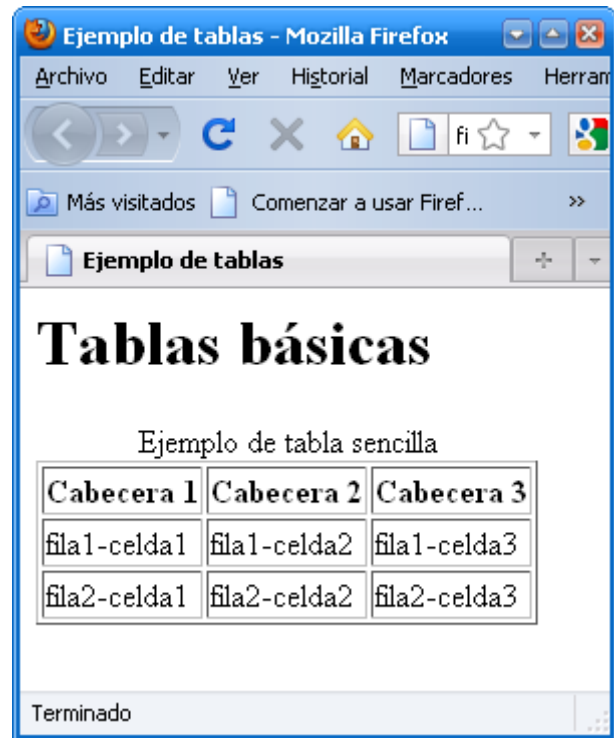 Ejemplo de tablas - Mozilla Firefox
Archivo Editar Ver Historial Marcadores Herram
fi
Más visitados Comenzar a usar Firef... »
Ejemplo de tablas
Tablas básicas
Ejemplo de tabla sencilla
Cabecera 1 Cabecera 2 Cabecera 3
fila1-celda1 fila1-celda2 fila1-celda3
fila2-celda1 fila2-celda2 fila2-celda3
Terminado